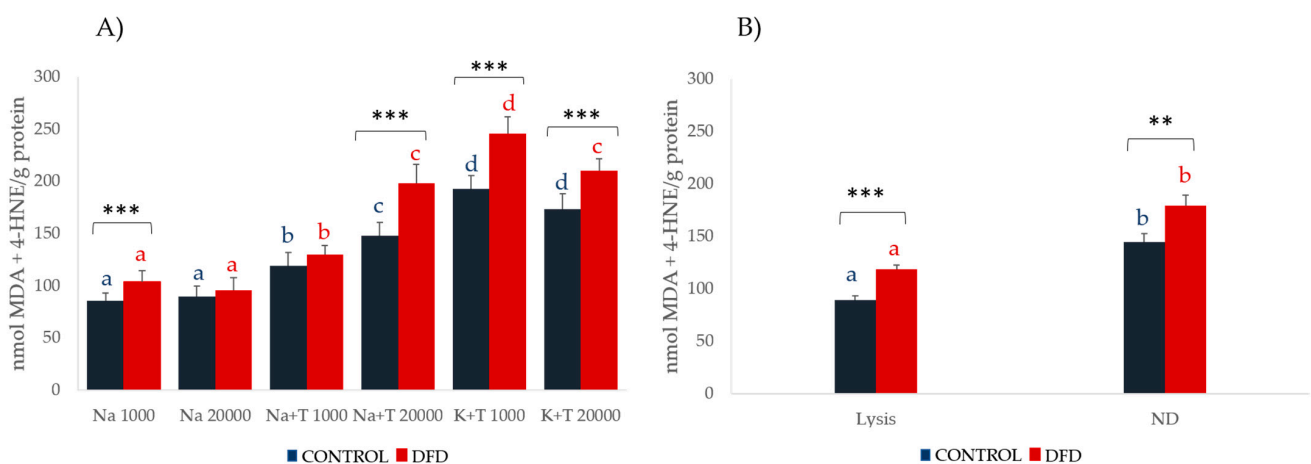 A)
nmol MDA + 4-HNE/g protein
300
250
200
150
100
50
0
*** *** *** ***
a a a a b b c c d d d c
Na 1000 Na 20000 Na+T 1000 Na+T 20000 K+T 1000 K+T 20000
CONTROL DFD
B)
nmol MDA + 4-HNE/g protein
300
250
200
150
100
50
0
*** **
a a b b
Lysis ND
CONTROL DFD